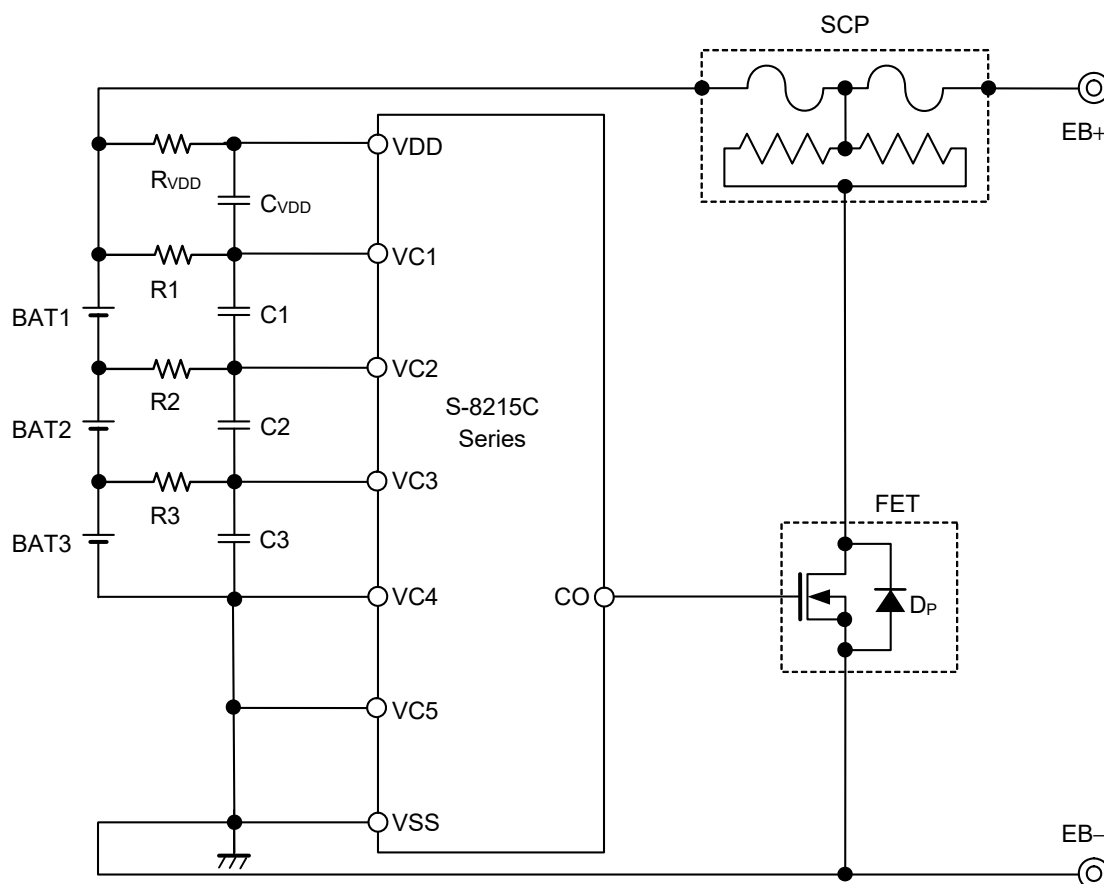 SCP
EB+
VDD
RVDD
CVDD
VC1
R1
BAT1
C1
VC2
R2
S-8215C
Series
BAT2
C2
VC3
R3
FET
BAT3
C3
VC4
CO
DP
VC5
VSS
EB−